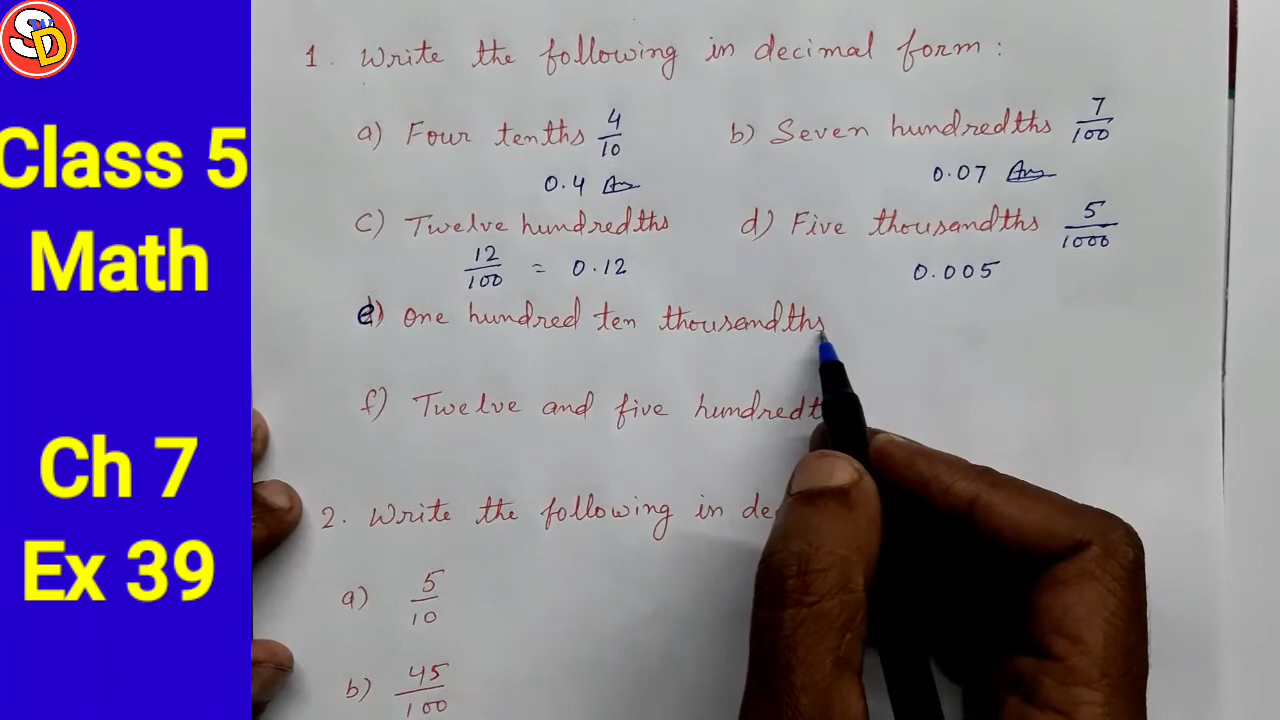 SD
Class 5
Math
Ch 7
Ex 39
1. Write the following in decimal form:
a) Four tenths 4/10
0.4 Ans
b) Seven hundredths 7/100
0.07 Ans
c) Twelve hundredths
12/100 = 0.12
d) Five thousandths 5/1000
0.005
e) One hundred ten thousandths
f) Twelve and five hundredt
2. Write the following in de
a) 5/10
b) 45/100